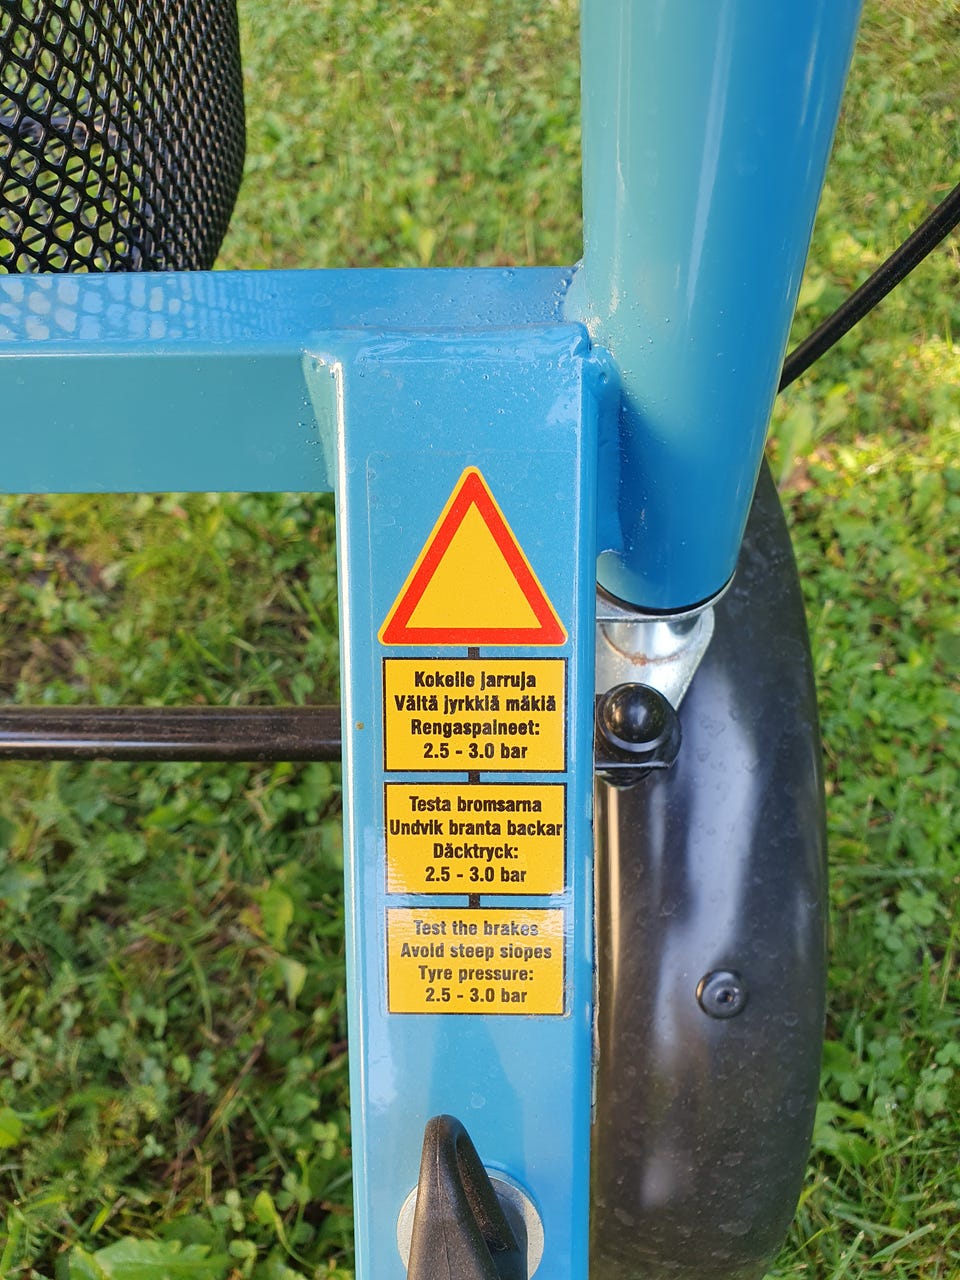 Kokeile jarruja
Vältä jyrkkiä mäkiä
Rengaspaineet:
2.5 - 3.0 bar
Testa bromsarna
Undvik branta backar
Däcktryck:
2.5 - 3.0 bar
Test the brakes
Avoid steep slopes
Tyre pressure:
2.5 - 3.0 bar